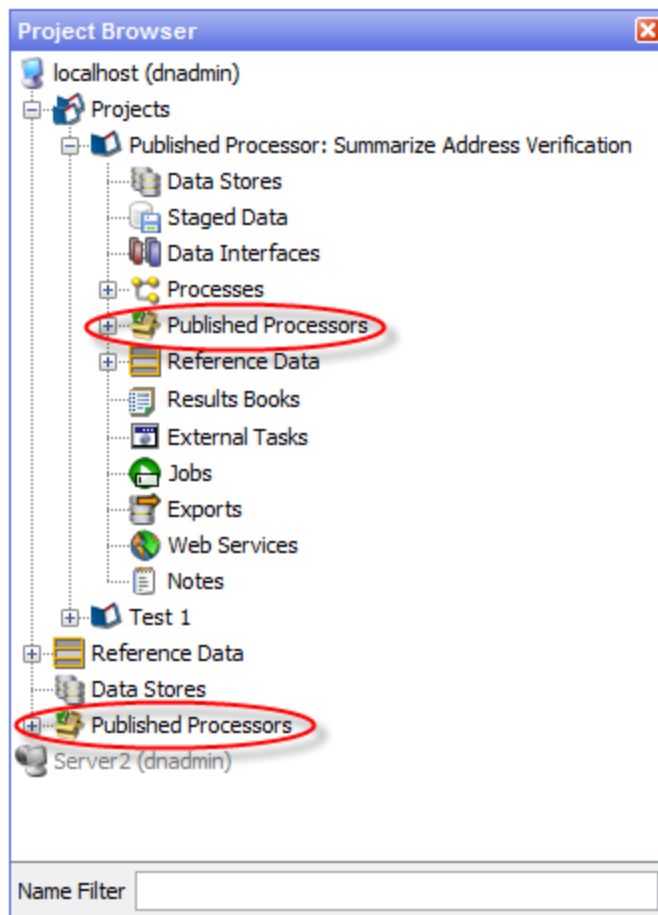 Project Browser
localhost (dnadmin)
Projects
Published Processor: Summarize Address Verification
Data Stores
Staged Data
Data Interfaces
Processes
Published Processors
Reference Data
Results Books
External Tasks
Jobs
Exports
Web Services
Notes
Test 1
Reference Data
Data Stores
Published Processors
Server2 (dnadmin)
Name Filter